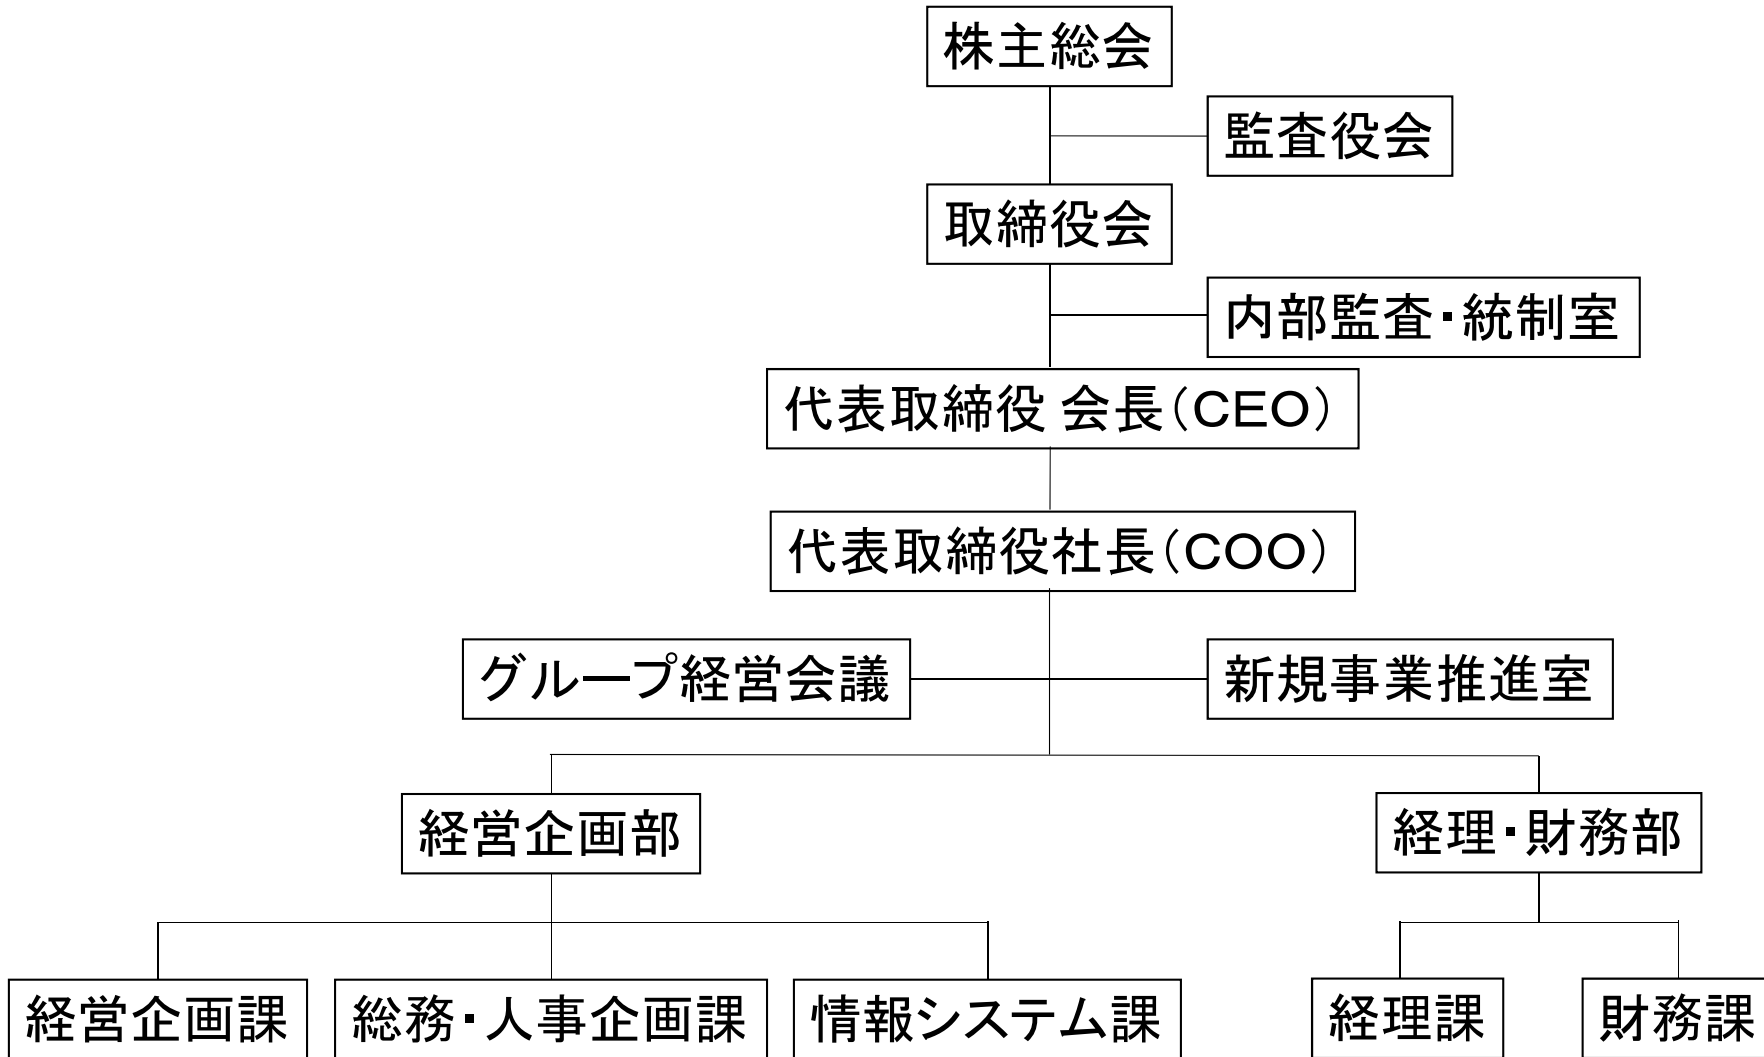 株主総会
監査役会
取締役会
内部監査・統制室
代表取締役 会長（CEO）
代表取締役社長（COO）
グループ経営会議
新規事業推進室
経営企画部
経理・財務部
経営企画課
総務・人事企画課
情報システム課
経理課
財務課